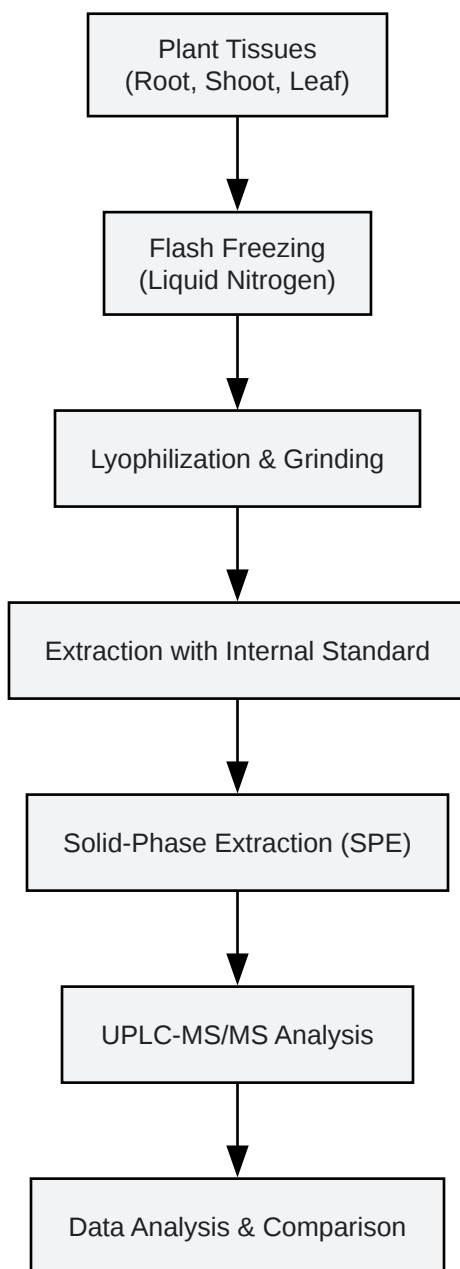 Plant Tissues
(Root, Shoot, Leaf)
Flash Freezing
(Liquid Nitrogen)
Lyophilization & Grinding
Extraction with Internal Standard
Solid-Phase Extraction (SPE)
UPLC-MS/MS Analysis
Data Analysis & Comparison